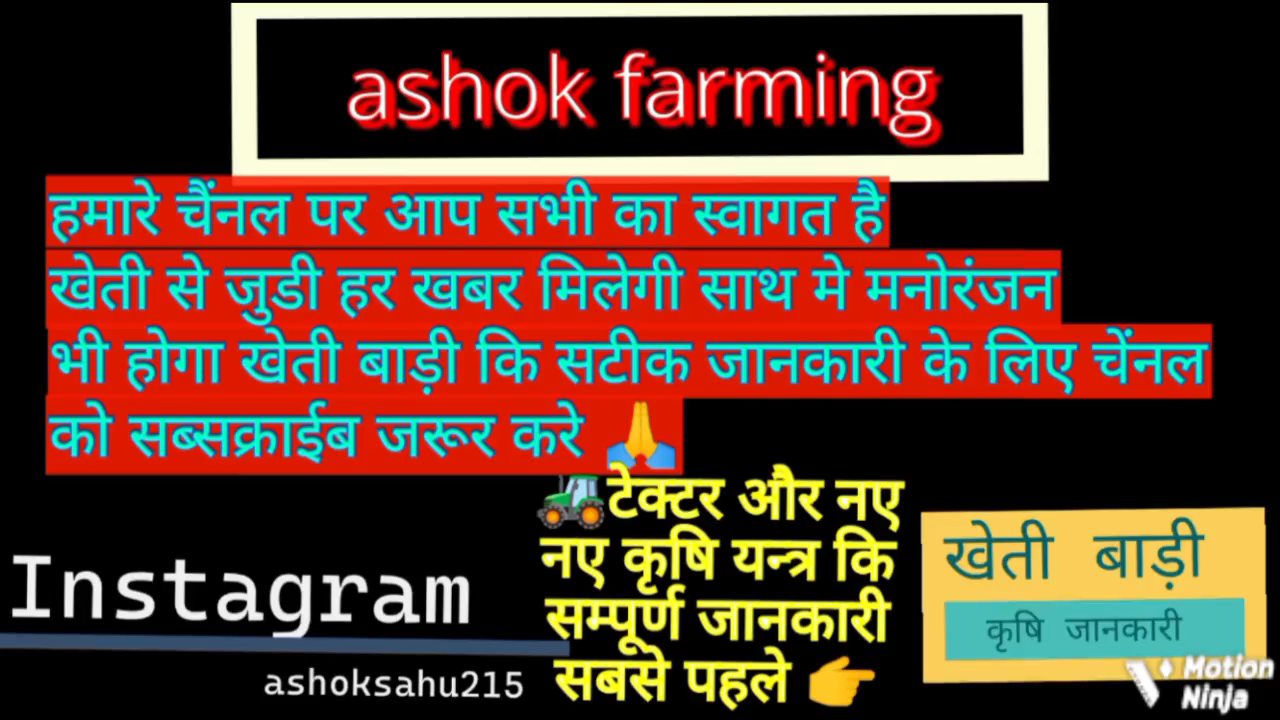 ashok farming
हमारे चैंनल पर आप सभी का स्वागत है
खेती से जुडी हर खबर मिलेगी साथ मे मनोरंजन
भी होगा खेती बाड़ी कि सटीक जानकारी के लिए चेंनल
को सब्सक्राईब जरूर करे 🙏
🚜टेक्टर और नए
नए कृषि यन्त्र कि
सम्पूर्ण जानकारी
सबसे पहले 👉
Instagram
ashoksahu215
खेती बाड़ी
कृषि जानकारी
Motion
Ninja